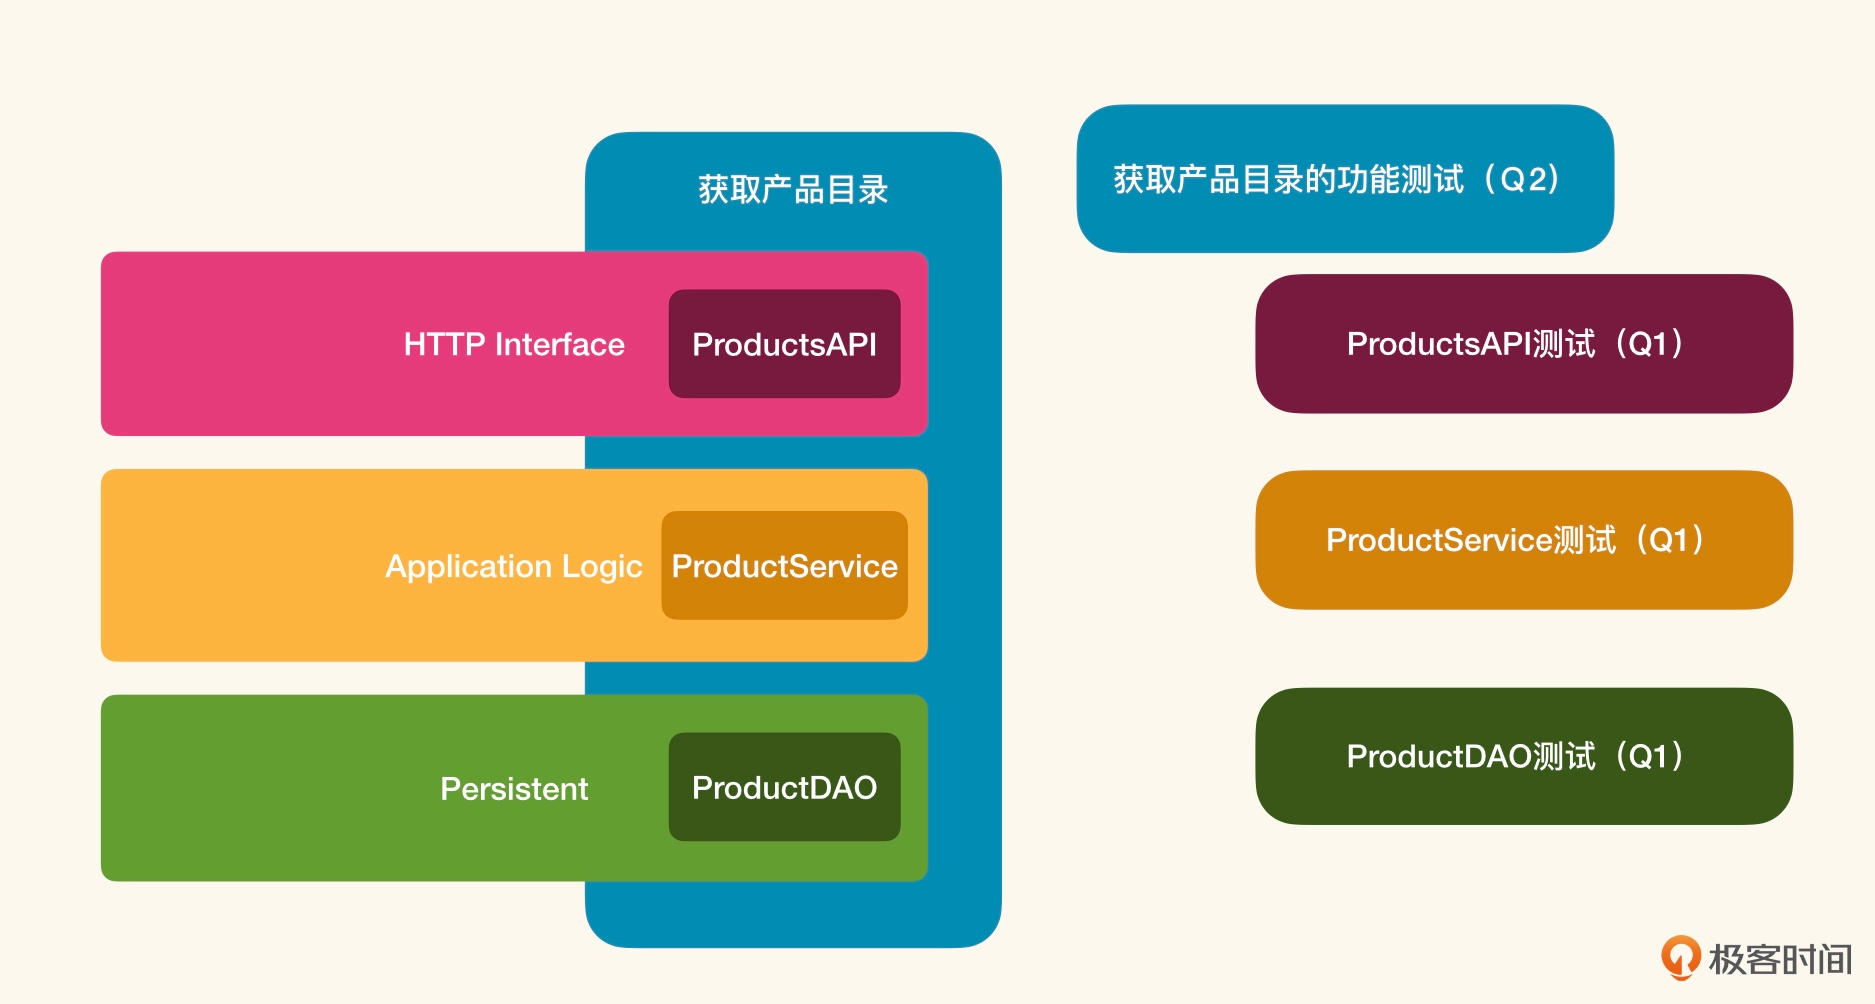 获取产品目录
HTTP Interface
ProductsAPI
Application Logic
ProductService
Persistent
ProductDAO
获取产品目录的功能测试（Q2）
ProductsAPI测试（Q1）
ProductService测试（Q1）
ProductDAO测试（Q1）
极客时间